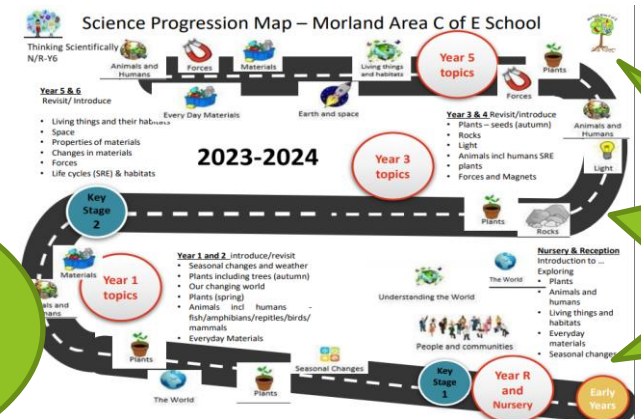 Science Progression Map – Morland Area C of E School
Thinking Scientifically
N/R-Y6
Animals and
Humans
Forces
Materials
Living things
and habitats
Year 5
topics
Plants
Forces
Every Day Materials
Earth and space
Year 5 & 6
Revisit/ Introduce
• Living things and their habitats
• Space
• Properties of materials
• Changes in materials
• Forces
• Life cycles (SRE) & habitats
2023-2024
Year 3
topics
Year 3 & 4 Revisit/introduce
• Plants – seeds (autumn)
• Rocks
• Light
• Animals incl humans SRE
• plants
• Forces and Magnets
Animals and
Humans
Light
Key
Stage
2
Plants
Rocks
Materials
Year 1
topics
als and
mans
Year 1 and 2 introduce/revisit
• Seasonal changes and weather
• Plants including trees (autumn)
• Our changing world
• Plants (spring)
• Animals incl humans -
fish/amphibians/repitles/birds/
mammals
• Everyday Materials
The World
Understanding the World
People and communities
Nursery & Reception
Introduction to ...
Exploring
• Plants
• Animals and
humans
• Living things and
habitats
• Everyday
materials
• Seasonal changes
Plants
The World
Plants
Seasonal Changes
Key
Stage
1
Year R
and
Nursery
Early
Years